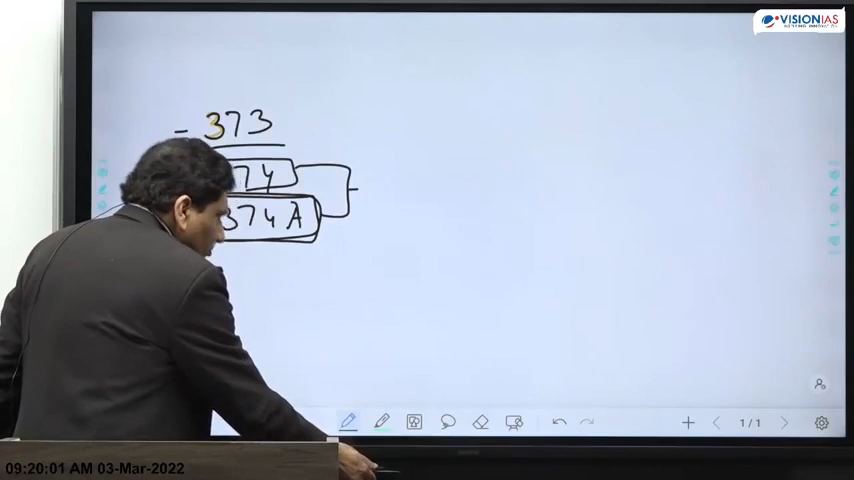 VISIONIAS
- 373
74
374 A
1/1
09:20:01 AM 03-Mar-2022